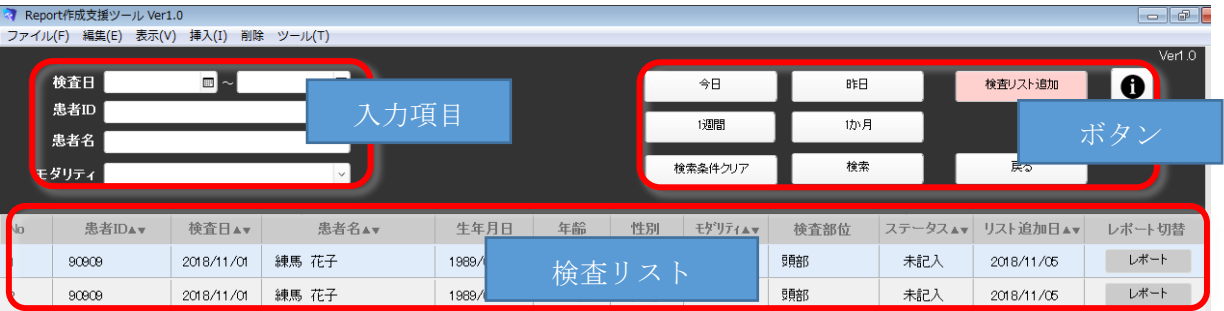 Report作成支援ツール Ver1.0
ファイル(F) 編集(E) 表示(V) 挿入(I) 削除 ツール(T)
Ver1.0
検査日 ～
患者ID
患者名
モダリティ
入力項目
今日 昨日 検査リスト追加
1週間 1か月
検索条件クリア 検索 戻る
ボタン
No 患者ID▲▼ 検査日▲▼ 患者名▲▼ 生年月日 年齢 性別 モダリティ▲▼ 検査部位 ステータス▲▼ リスト追加日▲▼ レポート切替
90909 2018/11/01 練馬 花子 1989/ 頭部 未記入 2018/11/05 レポート
検査リスト
90909 2018/11/01 練馬 花子 1989/ 頭部 未記入 2018/11/05 レポート